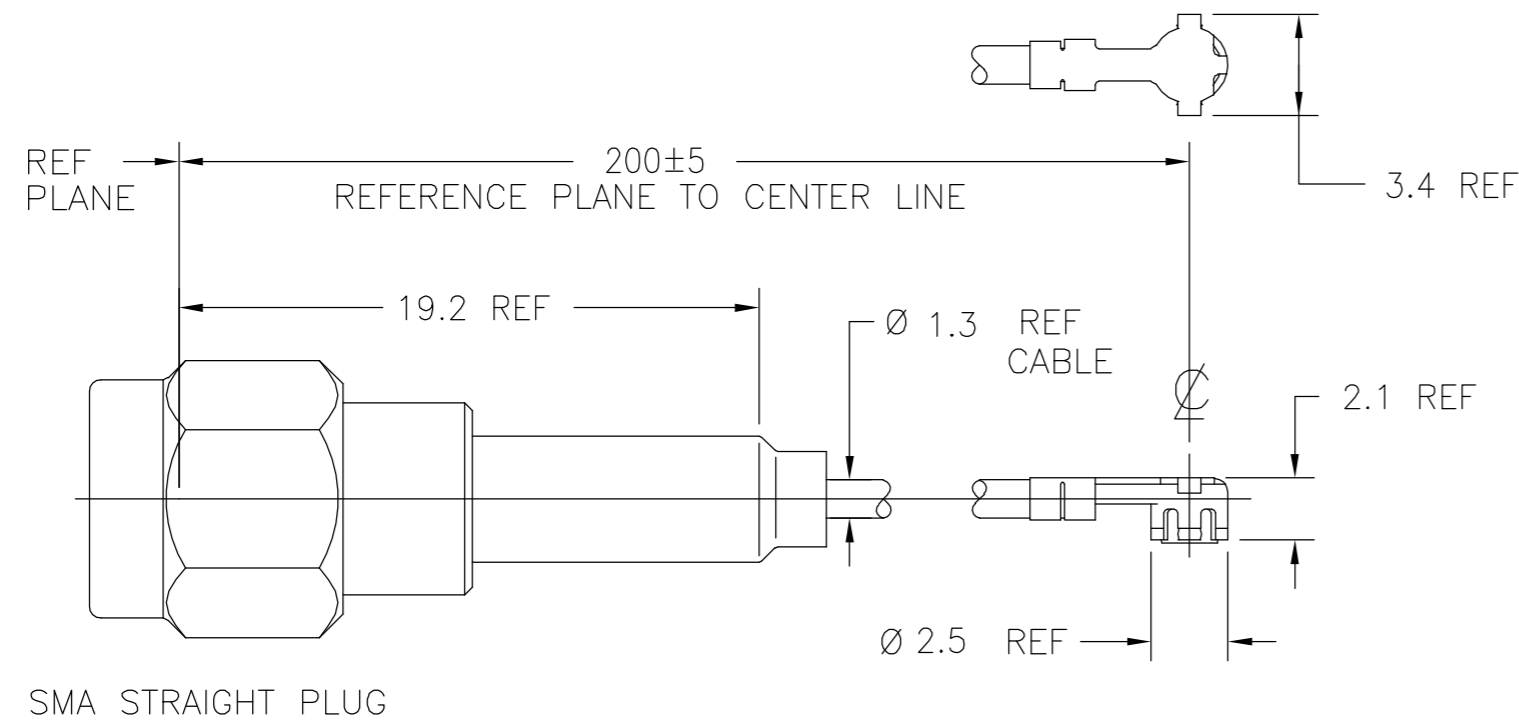 REF
PLANE
200±5
REFERENCE PLANE TO CENTER LINE
3.4 REF
19.2 REF
Ø 1.3 REF
CABLE
℄
2.1 REF
Ø 2.5 REF
SMA STRAIGHT PLUG